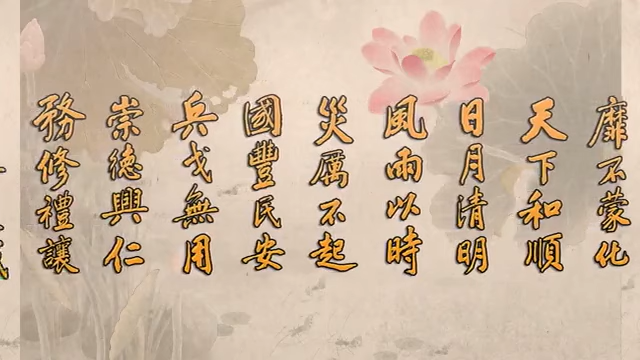 靡不蒙化
天下和順
日月清明
風雨以時
災厲不起
國豐民安
兵戈無用
崇德興仁
務修禮讓